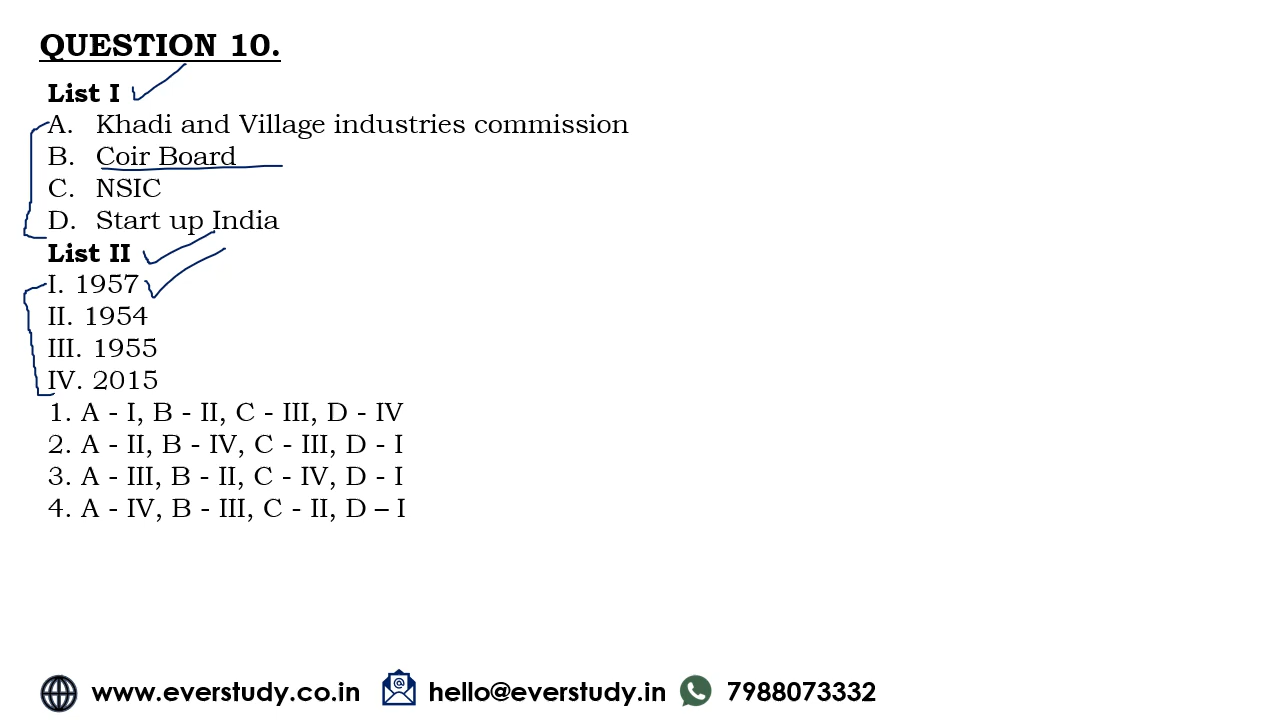 QUESTION 10.
List I
A. Khadi and Village industries commission
B. Coir Board
C. NSIC
D. Start up India
List II
I. 1957
II. 1954
III. 1955
IV. 2015
1. A - I, B - II, C - III, D - IV
2. A - II, B - IV, C - III, D - I
3. A - III, B - II, C - IV, D - I
4. A - IV, B - III, C - II, D – I
www.everstudy.co.in hello@everstudy.in 7988073332